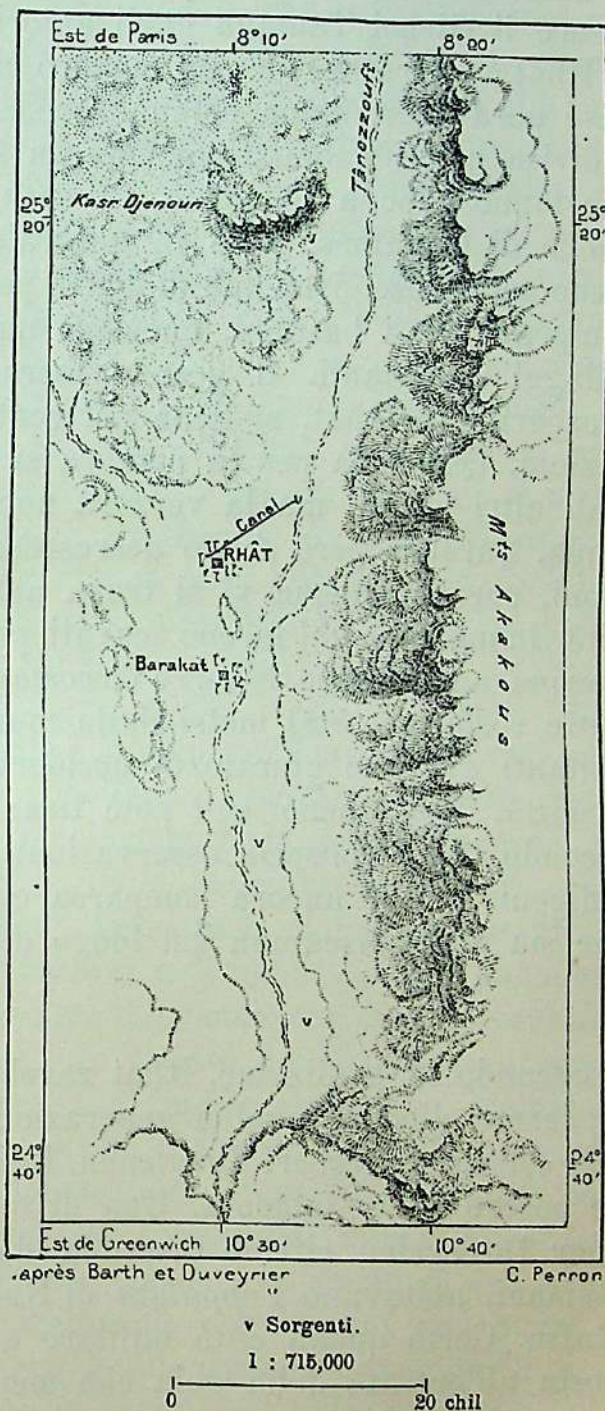 Est de Paris 8°10' 8°20'
Tânozzouft
Kasr Djenoun
25° 20' 25° 20'
Canal
RHÂT
Mts Akakous
Barakat
v
v
24° 40' 24° 40'
Est de Greenwich 10°30' 10°40'
.après Barth et Duveyrier C. Perron
v Sorgenti.
1 : 715,000
0 20 chil